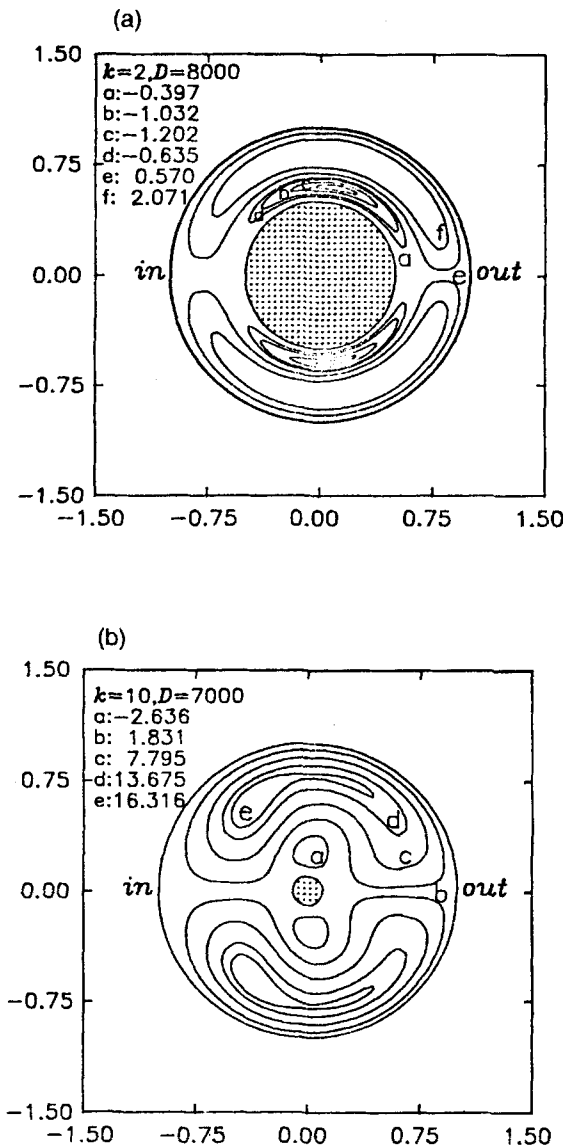 (a)
1.50
k=2,D=8000
a:−0.397
b:−1.032
c:−1.202
d:−0.635
e: 0.570
f: 2.071
0.75
c
b
d
f
a
in
e
out
0.00
−0.75
−1.50
−1.50 −0.75 0.00 0.75 1.50
(b)
1.50
k=10,D=7000
a:−2.636
b: 1.831
c: 7.795
d:13.675
e:16.316
0.75
e
d
a
c
in
b
out
0.00
−0.75
−1.50
−1.50 −0.75 0.00 0.75 1.50